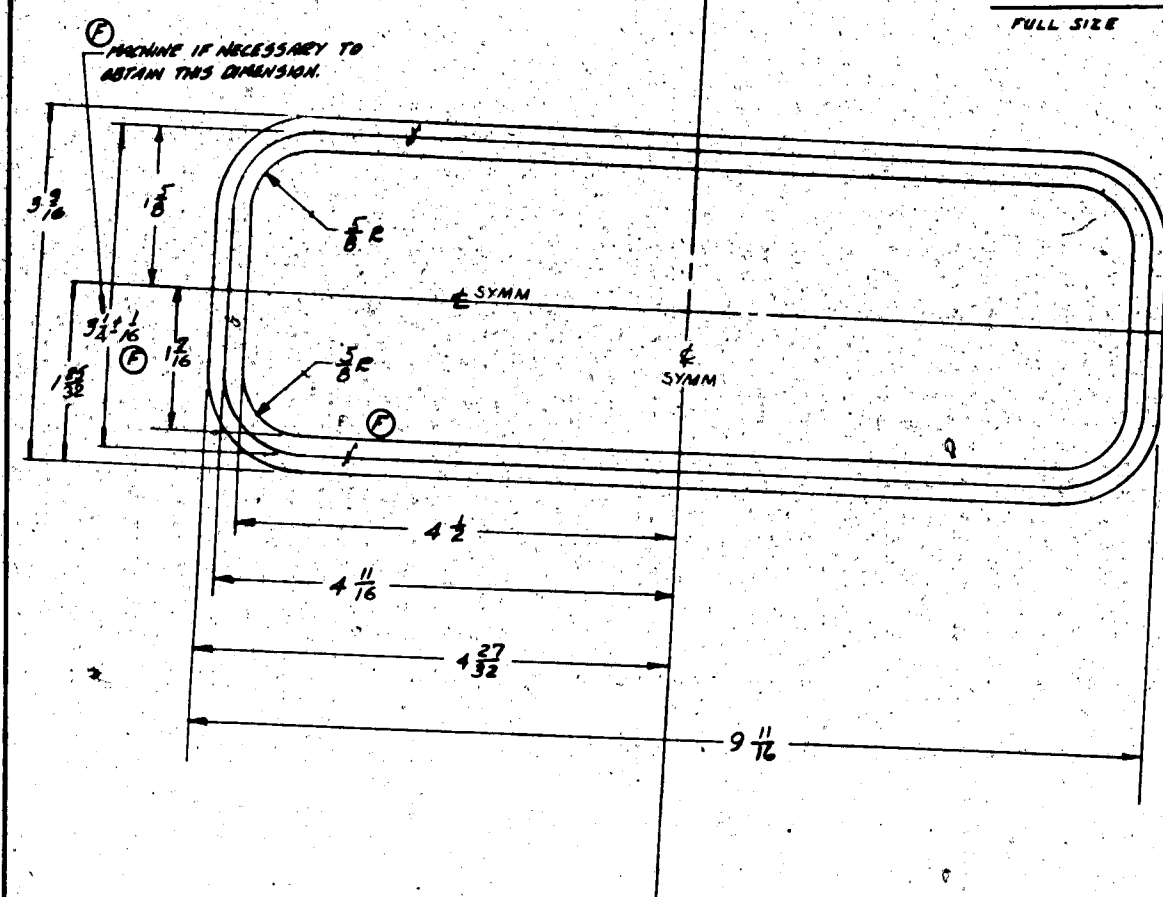 FULL SIZE
F
MACHINE IF NECESSARY TO
OBTAIN THIS DIMENSION.
3 9/16
1 5/8
5/8 R
℄ SYMM
3 1/4 ± 1/16
F
1 7/16
1 25/32
℄
SYMM
5/8 R
F
4 1/2
4 11/16
4 27/32
9 11/16